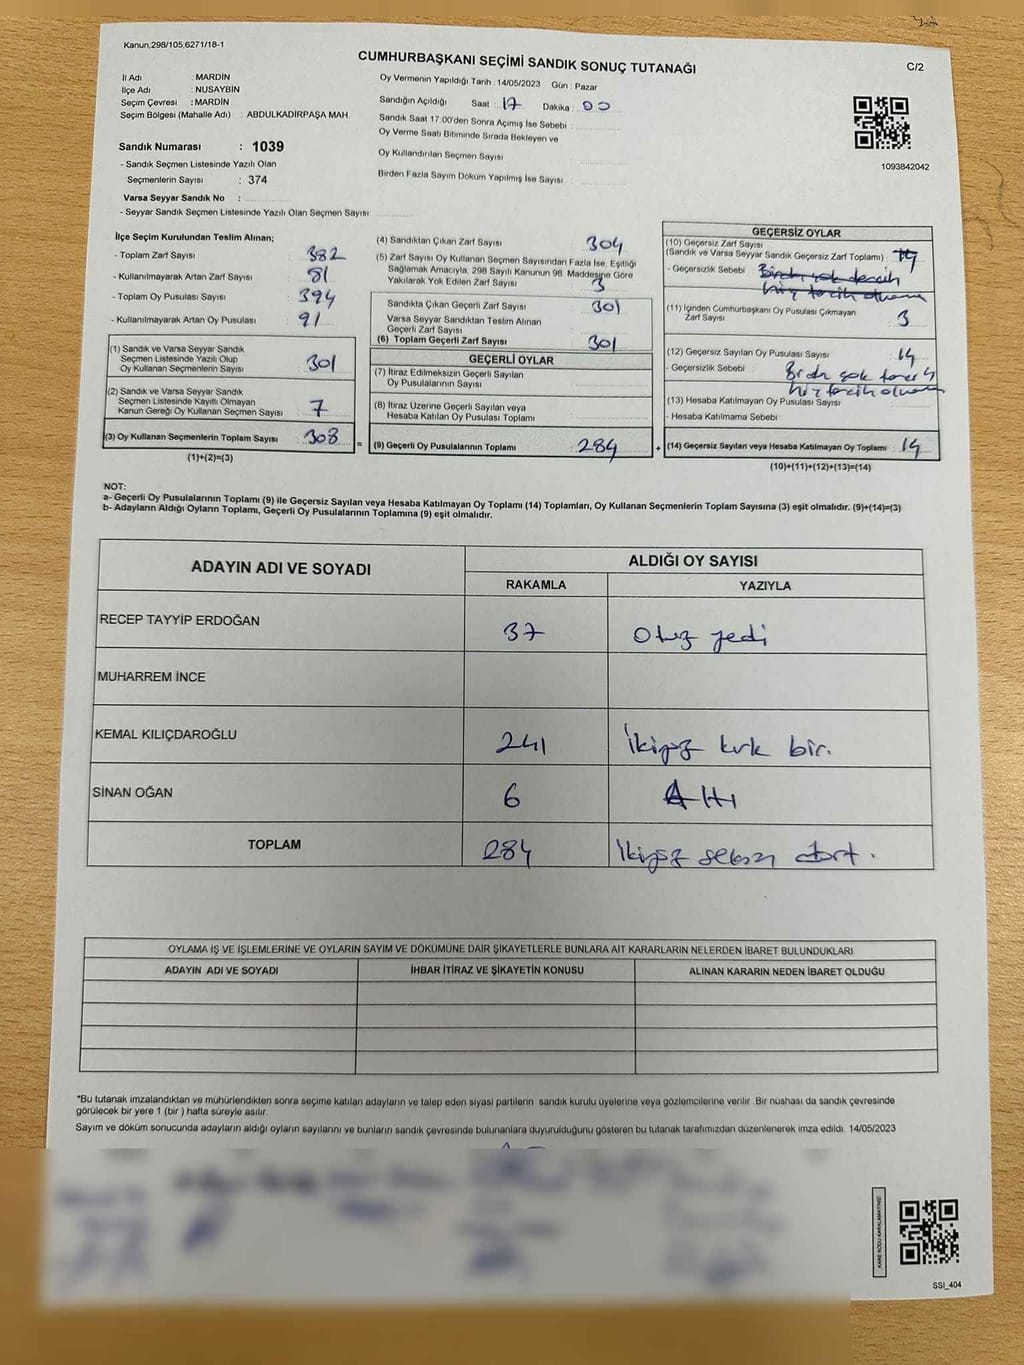 Kanun;298/105;6271/18-1
CUMHURBAŞKANI SEÇİMİ SANDIK SONUÇ TUTANAĞI
C/2
İl Adı : MARDİN
İlçe Adı : NUSAYBİN
Seçim Çevresi : MARDİN
Seçim Bölgesi (Mahalle Adı) : ABDULKADİRPAŞA MAH.
Oy Vermenin Yapıldığı Tarih : 14/05/2023 Gün : Pazar
Sandığın Açıldığı Saat : 17 Dakika : 00
Sandık Saat 17:00'den Sonra Açımış İse Sebebi :
Oy Verme Saati Bitiminde Sırada Bekleyen ve
Oy Kullandırılan Seçmen Sayısı :
Birden Fazla Sayım Döküm Yapılmış İse Sayısı :
1093842042
Sandık Numarası : 1039
- Sandık Seçmen Listesinde Yazılı Olan
Seçmenlerin Sayısı : 374
Varsa Seyyar Sandık No :
- Seyyar Sandık Seçmen Listesinde Yazılı Olan Seçmen Sayısı:
İlçe Seçim Kurulundan Teslim Alınan;
- Toplam Zarf Sayısı : 382
- Kullanılmayarak Artan Zarf Sayısı : 81
- Toplam Oy Pusulası Sayısı : 394
- Kullanılmayarak Artan Oy Pusulası : 91
(1) Sandık ve Varsa Seyyar Sandık
Seçmen Listesinde Yazılı Olup
Oy Kullanan Seçmenlerin Sayısı : 301
(2) Sandık ve Varsa Seyyar Sandık
Seçmen Listesinde Kayıtlı Olmayan
Kanun Gereği Oy Kullanan Seçmen Sayısı : 7
(3) Oy Kullanan Seçmenlerin Toplam Sayısı : 308
(1)+(2)=(3)
(4) Sandıktan Çıkan Zarf Sayısı : 304
(5) Zarf Sayısı Oy Kullanan Seçmen Sayısından Fazla İse, Eşitliği
Sağlamak Amacıyla, 298 Sayılı Kanunun 98. Maddesine Göre
Yakılarak Yok Edilen Zarf Sayısı : 3
Sandıkta Çıkan Geçerli Zarf Sayısı : 301
Varsa Seyyar Sandıktan Teslim Alınan
Geçerli Zarf Sayısı :
(6) Toplam Geçerli Zarf Sayısı : 301
GEÇERLİ OYLAR
(7) İtiraz Edilmeksizin Geçerli Sayılan
Oy Pusulalarının Sayısı :
(8) İtiraz Üzerine Geçerli Sayılan veya
Hesaba Katılan Oy Pusulalarının Toplamı :
(9) Geçerli Oy Pusulalarının Toplamı : 284
GEÇERSİZ OYLAR
(10) Geçersiz Zarf Sayısı
(Sandık ve Varsa Seyyar Sandık Geçersiz Zarf Toplamı) : 14
- Geçersizlik Sebebi : Birden çok tercih
hiç tercih olmama
(11) İçinden Cumhurbaşkanı Oy Pusulası Çıkmayan
Zarf Sayısı : 3
(12) Geçersiz Sayılan Oy Pusulası Sayısı : 14
- Geçersizlik Sebebi : Birden çok tercih
hiç tercih olmama
(13) Hesaba Katılmayan Oy Pusulası Sayısı :
- Hesaba Katılmama Sebebi :
(14) Geçersiz Sayılan veya Hesaba Katılmayan Oy Toplamı : 14
(10)+(11)+(12)+(13)=(14)
NOT:
a- Geçerli Oy Pusulalarının Toplamı (9) ile Geçersiz Sayılan veya Hesaba Katılmayan Oy Toplamı (14) Toplamları, Oy Kullanan Seçmenlerin Toplam Sayısına (3) eşit olmalıdır. (9)+(14)=(3)
b- Adayların Aldığı Oyların Toplamı, Geçerli Oy Pusulalarının Toplamına (9) eşit olmalıdır.
ADAYIN ADI VE SOYADI ALDIĞI OY SAYISI
RAKAMLA YAZIYLA
RECEP TAYYİP ERDOĞAN 37 Otuz yedi
MUHARREM İNCE
KEMAL KILIÇDAROĞLU 241 İkiyüz kırk bir.
SİNAN OĞAN 6 Altı
TOPLAM 284 İkiyüz seksen dört.
OYLAMA İŞ VE İŞLEMLERİNE VE OYLARIN SAYIM VE DÖKÜMÜNE DAİR ŞİKAYETLERLE BUNLARA AİT KARARLARIN NELERDEN İBARET BULUNDUKLARI
ADAYIN ADI VE SOYADI İHBAR İTİRAZ VE ŞİKAYETİN KONUSU ALINAN KARARIN NEDEN İBARET OLDUĞU
*Bu tutanak imzalandıktan ve mühürlendikten sonra seçime katılan adayların ve talep eden siyasi partilerin sandık kurulu üyelerine veya gözlemcilerine verilir. Bir nüshası da sandık çevresinde
görülecek bir yere 1 (bir ) hafta süreyle asılır.
Sayım ve döküm sonucunda adayların aldığı oyların sayılarını ve bunların sandık çevresinde bulunanlara duyurulduğunu gösteren bu tutanak tarafımızdan düzenlenerek imza edildi. 14/05/2023
KARE KODU KARALAMAYINIZ!
SSI_404